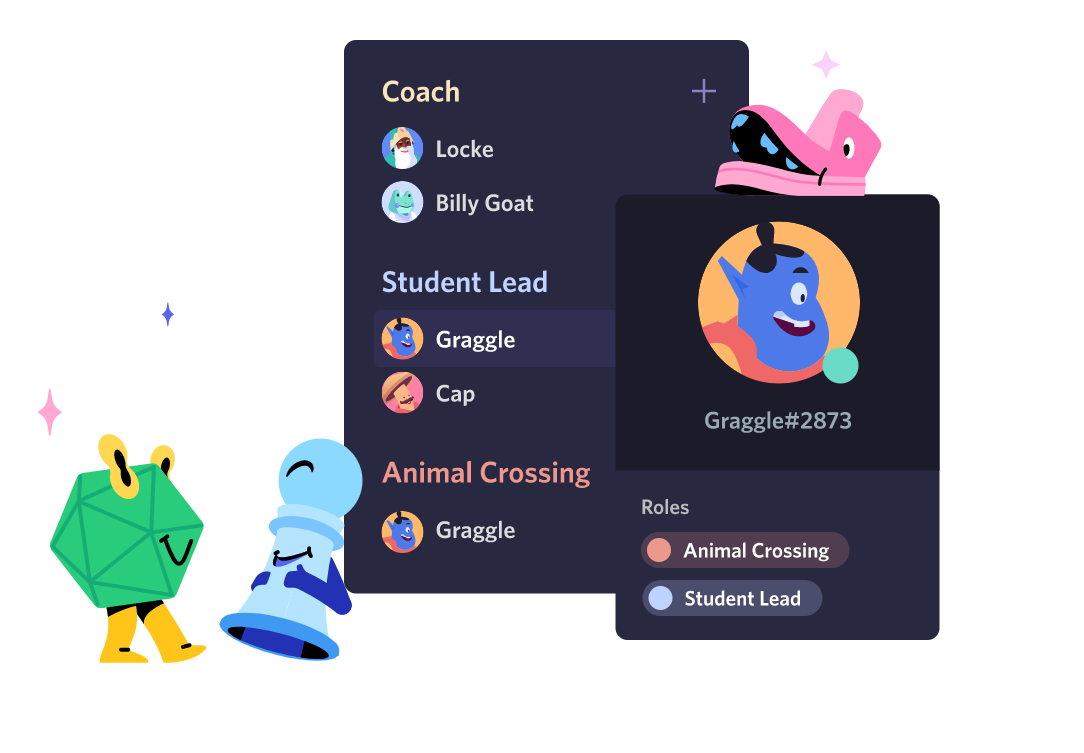 Coach
Locke
Billy Goat
Student Lead
Graggle
Cap
Animal Crossing
Graggle
Graggle#2873
Roles
Animal Crossing
Student Lead